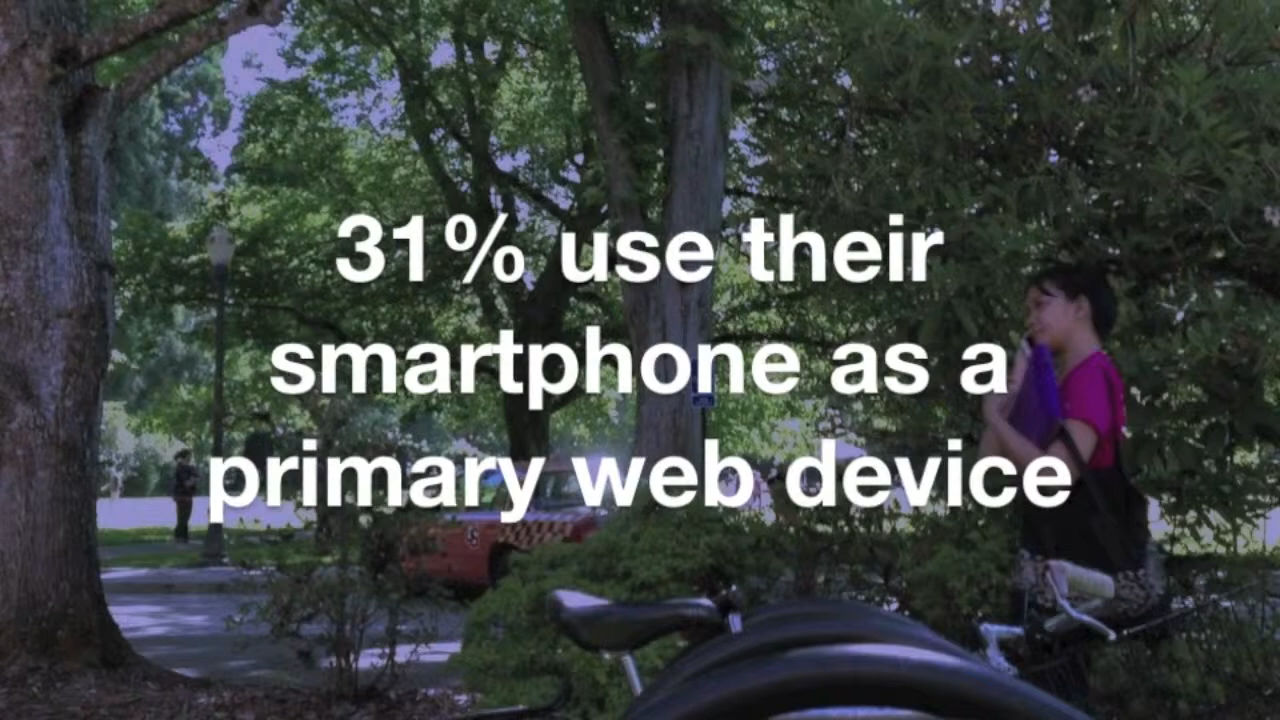 31% use their
smartphone as a
primary web device